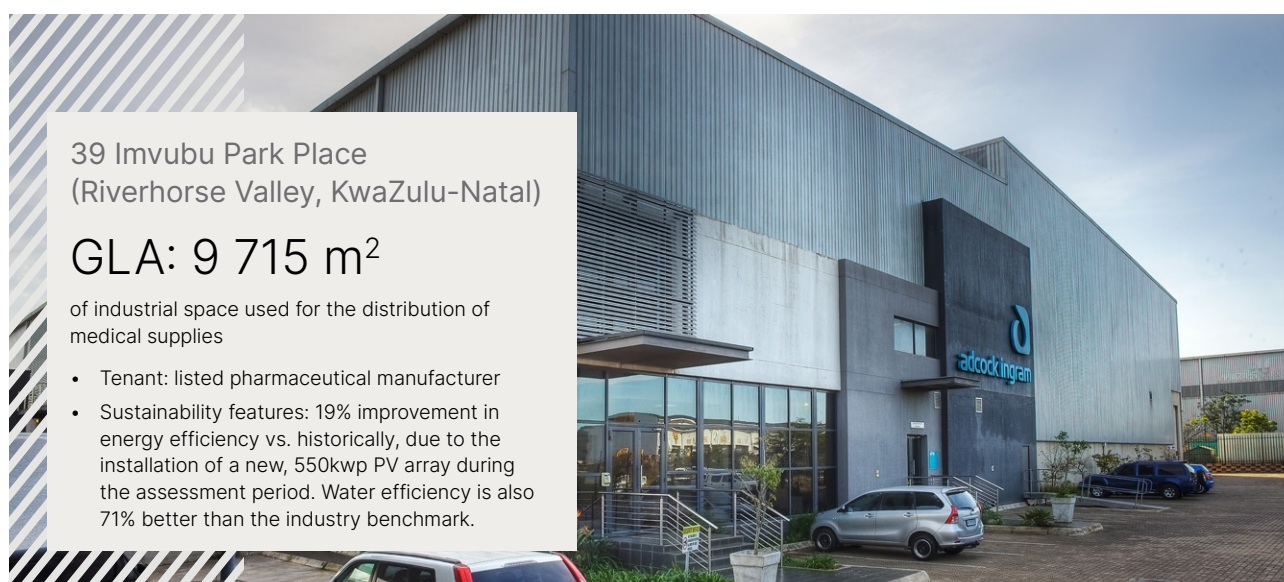 39 Imvubu Park Place
(Riverhorse Valley, KwaZulu-Natal)
GLA: 9 715 m²
of industrial space used for the distribution of
medical supplies
• Tenant: listed pharmaceutical manufacturer
• Sustainability features: 19% improvement in
energy efficiency vs. historically, due to the
installation of a new, 550kwp PV array during
the assessment period. Water efficiency is also
71% better than the industry benchmark.
adcock ingram